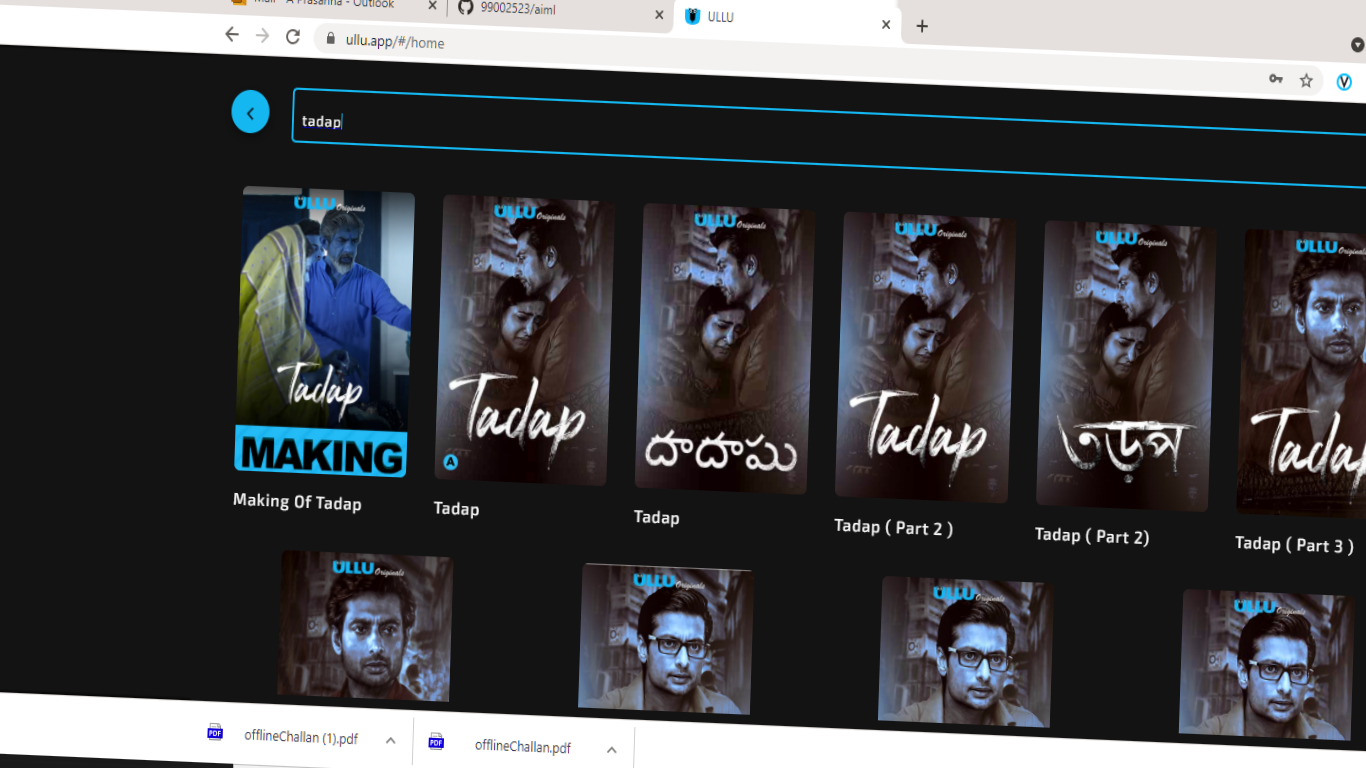 Mail - A Prasanna - Outlook
99002523/aiml
ULLU
ullu.app/#/home
tadap
ULLU Originals
Tadap
MAKING
Making Of Tadap
ULLU Originals
Tadap
A
Tadap
ULLU Originals
దాదాపు
Tadap
ULLU Originals
Tadap
Tadap ( Part 2 )
ULLU Originals
তড়প
Tadap ( Part 2)
ULLU Originals
Tadap
Tadap ( Part 3 )
ULLU Originals
ULLU Originals
ULLU Originals
ULLU Originals
PDF
offlineChallan (1).pdf
PDF
offlineChallan.pdf